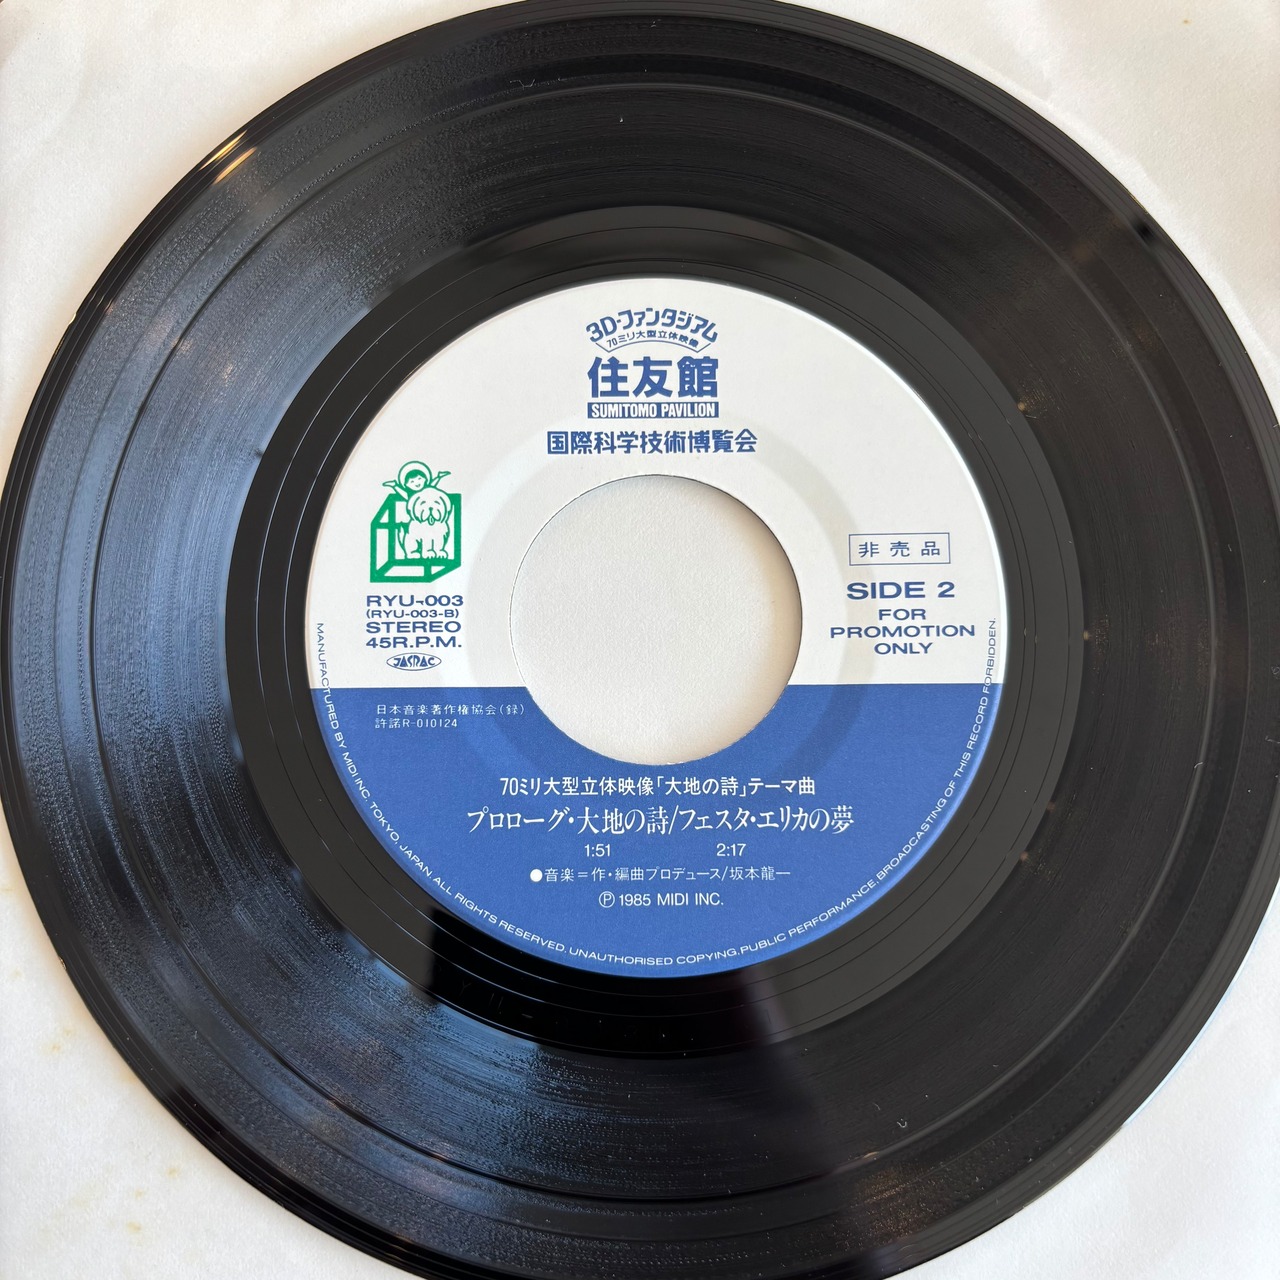 3D-ファンタジアム
70ミリ大型立体映像
住友館
SUMITOMO PAVILION
国際科学技術博覧会
非売品
SIDE 2
FOR
PROMOTION
ONLY
RYU-003
(RYU-003-B)
STEREO
45R.P.M.
JASRAC
日本音楽著作権協会(録)
許諾R-010124
70ミリ大型立体映像「大地の詩」テーマ曲
プロローグ・大地の詩/フェスタ・エリカの夢
1:51 2:17
●音楽=作・編曲プロデュース/坂本龍一
Ⓟ 1985 MIDI INC.
MANUFACTURED BY MIDI INC. TOKYO, JAPAN. ALL RIGHTS RESERVED. UNAUTHORISED COPYING, PUBLIC PERFORMANCE, BROADCASTING OF THIS RECORD FORBIDDEN.